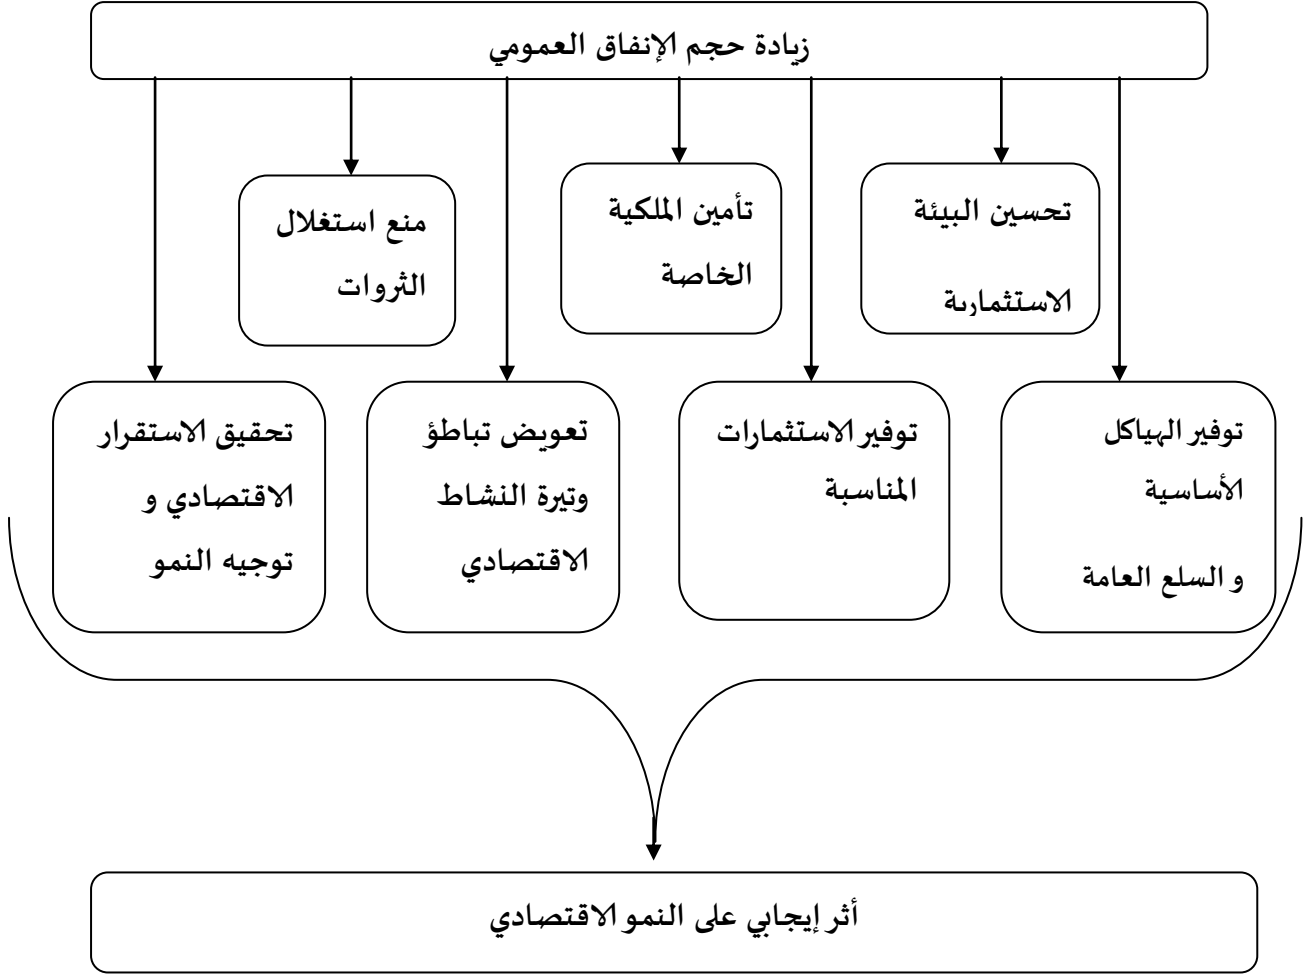 زيادة حجم الإنفاق العمومي
تحسين البيئة
الاستثمارية
تأمين الملكية
الخاصة
منع استغلال
الثروات
توفير الهياكل
الأساسية
و السلع العامة
توفير الاستثمارات
المناسبة
تعويض تباطؤ
وتيرة النشاط
الاقتصادي
تحقيق الاستقرار
الاقتصادي و
توجيه النمو
أثر إيجابي على النمو الاقتصادي